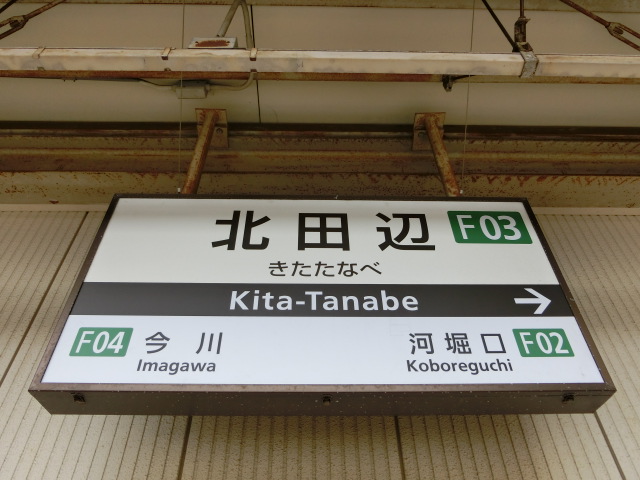 北田辺 F03
きたたなべ
Kita-Tanabe →
F04 今川 河堀口 F02
Imagawa Koboreguchi